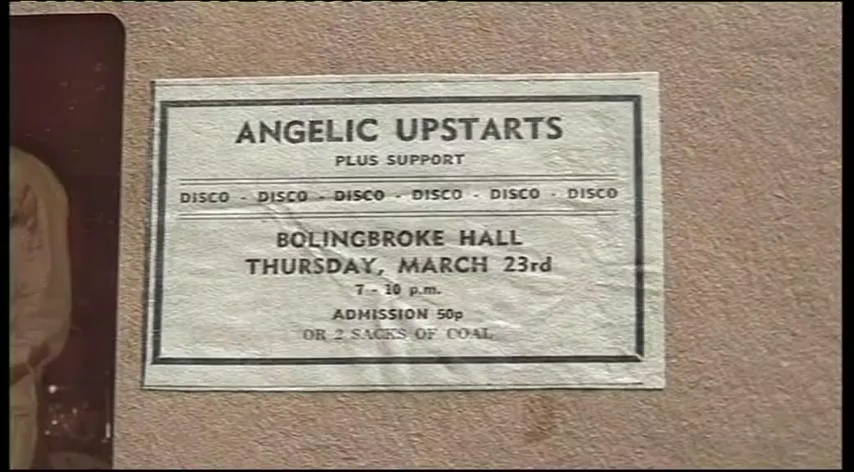 ANGELIC UPSTARTS
PLUS SUPPORT
DISCO - DISCO - DISCO - DISCO - DISCO - DISCO
BOLINGBROKE HALL
THURSDAY, MARCH 23rd
7 - 10 p.m.
ADMISSION 50p
OR 2 SACKS OF COAL